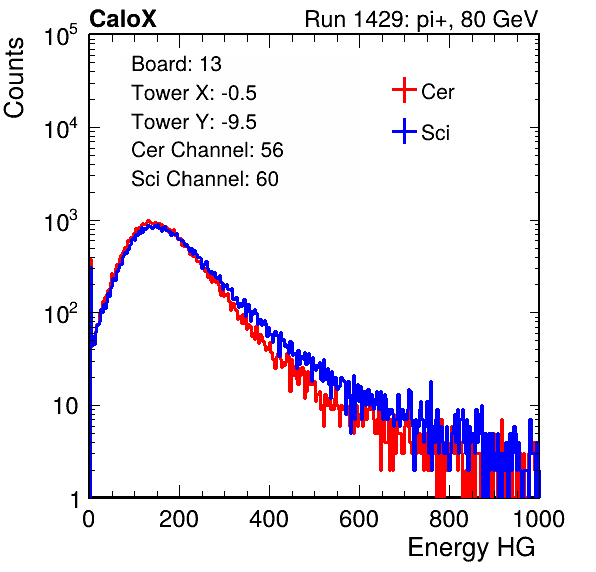 CaloX Run 1429: pi+, 80 GeV
Counts
Board: 13
Tower X: -0.5
Tower Y: -9.5
Cer Channel: 56
Sci Channel: 60
Cer
Sci
10^5
10^4
10^3
10^2
10
1
0 200 400 600 800 1000
Energy HG